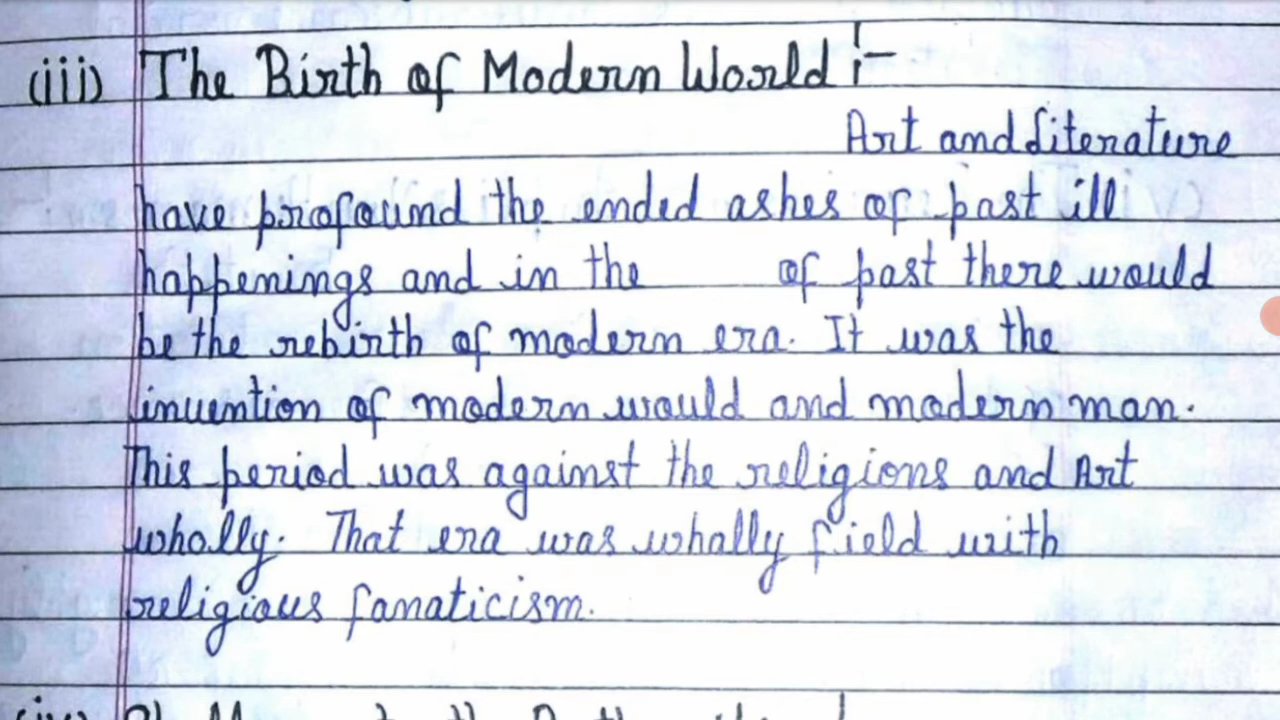 (iii) The Birth of Modern World :-
Art and Literature
have profound the ended ashes of past ill
happenings and in the of past there would
be the rebirth of modern era. It was the
invention of modern would and modern man.
This period was against the religions and Art
wholly. That era was whally field with
religious fanaticism.